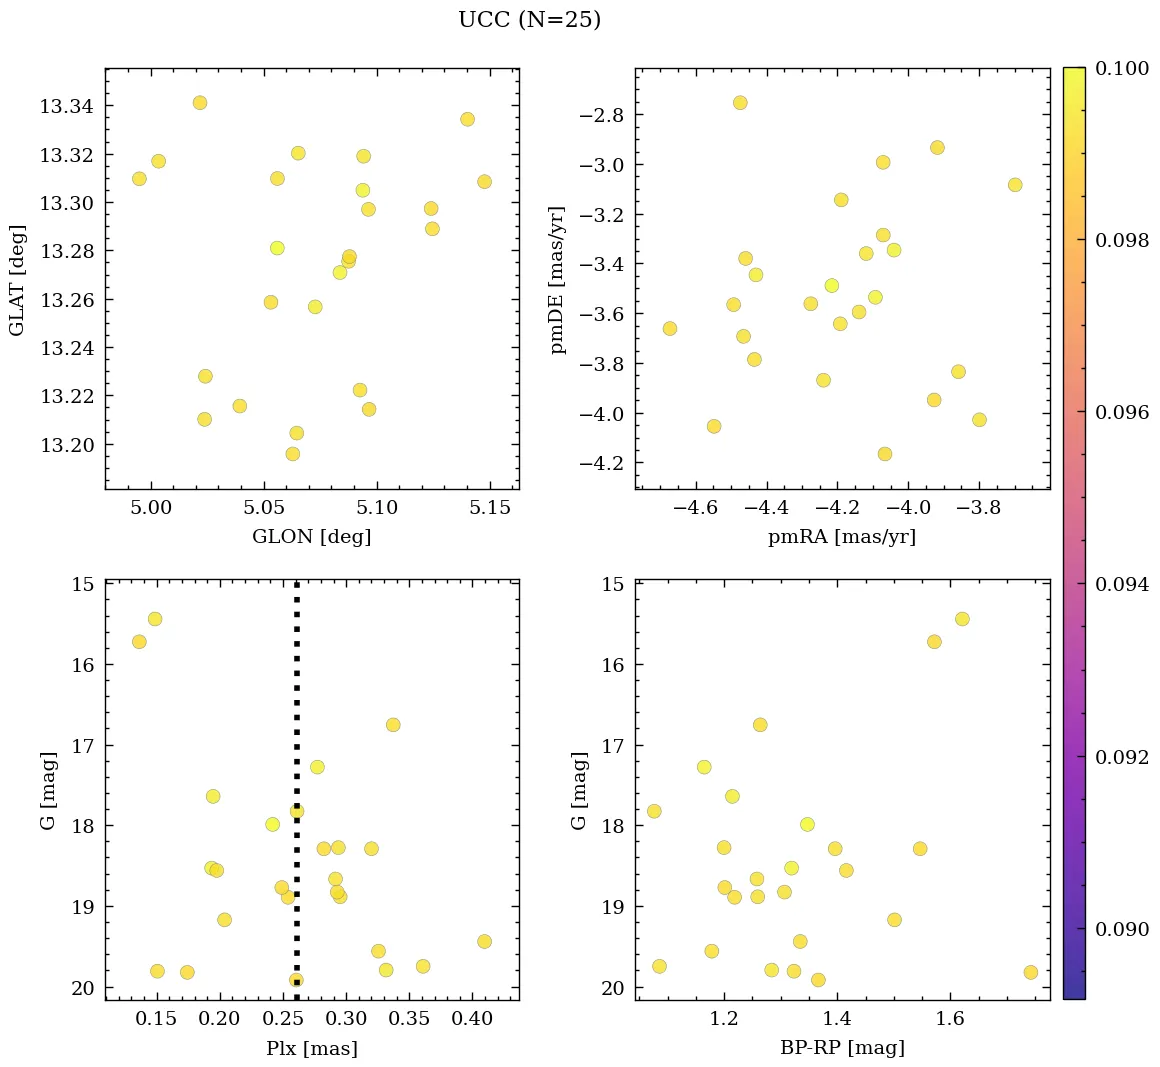 UCC (N=25)
13.34
13.32
13.30
13.28
13.26
13.24
13.22
13.20
GLAT [deg]
5.00 5.05 5.10 5.15
GLON [deg]
−2.8
−3.0
−3.2
−3.4
−3.6
−3.8
−4.0
−4.2
pmDE [mas/yr]
−4.6 −4.4 −4.2 −4.0 −3.8
pmRA [mas/yr]
15
16
17
18
19
20
G [mag]
0.15 0.20 0.25 0.30 0.35 0.40
Plx [mas]
15
16
17
18
19
20
G [mag]
1.2 1.4 1.6
BP-RP [mag]
0.100
0.098
0.096
0.094
0.092
0.090